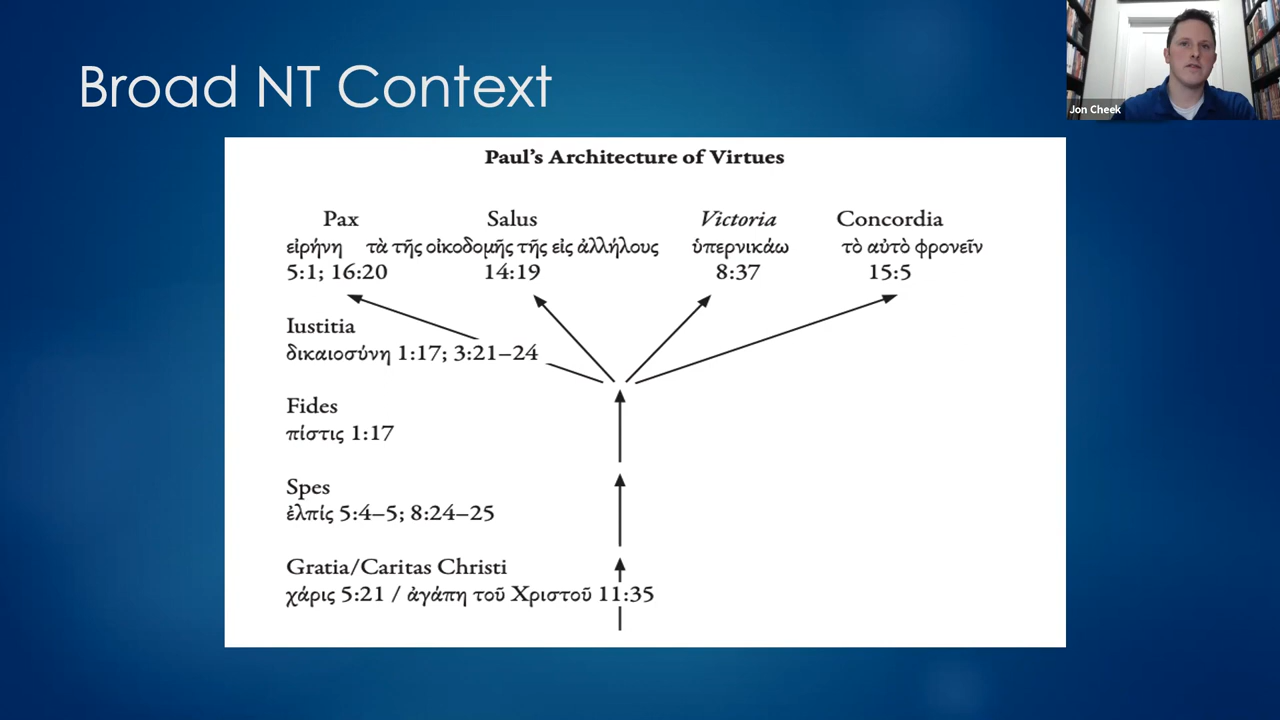 Broad NT Context
Jon Cheek
Paul's Architecture of Virtues
Pax Salus Victoria Concordia
εἰρήνη τὰ τῆς οἰκοδομῆς τῆς εἰς ἀλλήλους ὑπερνικάω τὸ αὐτὸ φρονεῖν
5:1; 16:20 14:19 8:37 15:5
Iustitia
δικαιοσύνη 1:17; 3:21–24
Fides
πίστις 1:17
Spes
ἐλπίς 5:4–5; 8:24–25
Gratia/Caritas Christi
χάρις 5:21 / ἀγάπη τοῦ Χριστοῦ 11:35